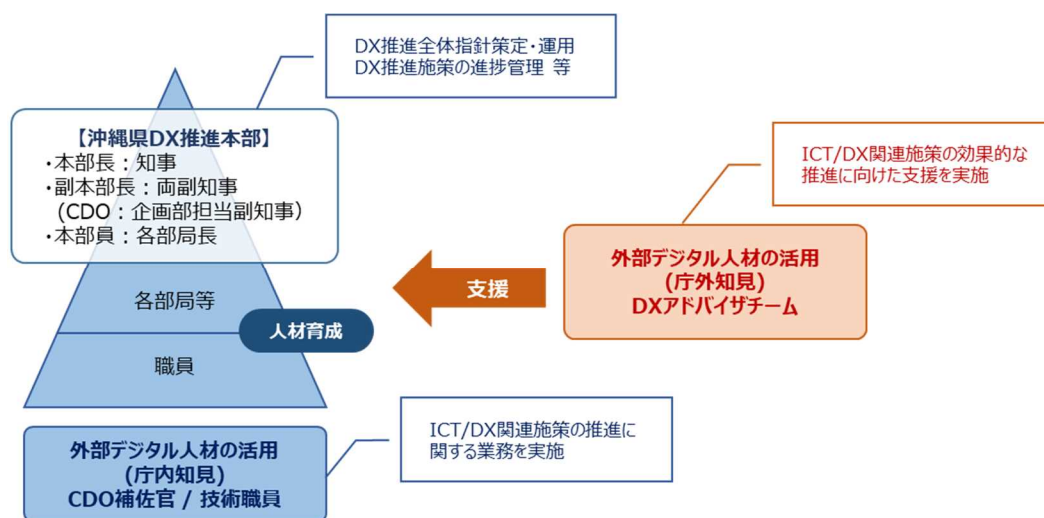 DX推進全体指針策定・運用
DX推進施策の進捗管理 等
【沖縄県DX推進本部】
・本部長：知事
・副本部長：両副知事
（CDO：企画部担当副知事）
・本部員：各部局長
各部局等
人材育成
職員
支援
ICT/DX関連施策の効果的な
推進に向けた支援を実施
外部デジタル人材の活用
(庁外知見)
DXアドバイザチーム
外部デジタル人材の活用
(庁内知見)
CDO補佐官 / 技術職員
ICT/DX関連施策の推進に
関する業務を実施